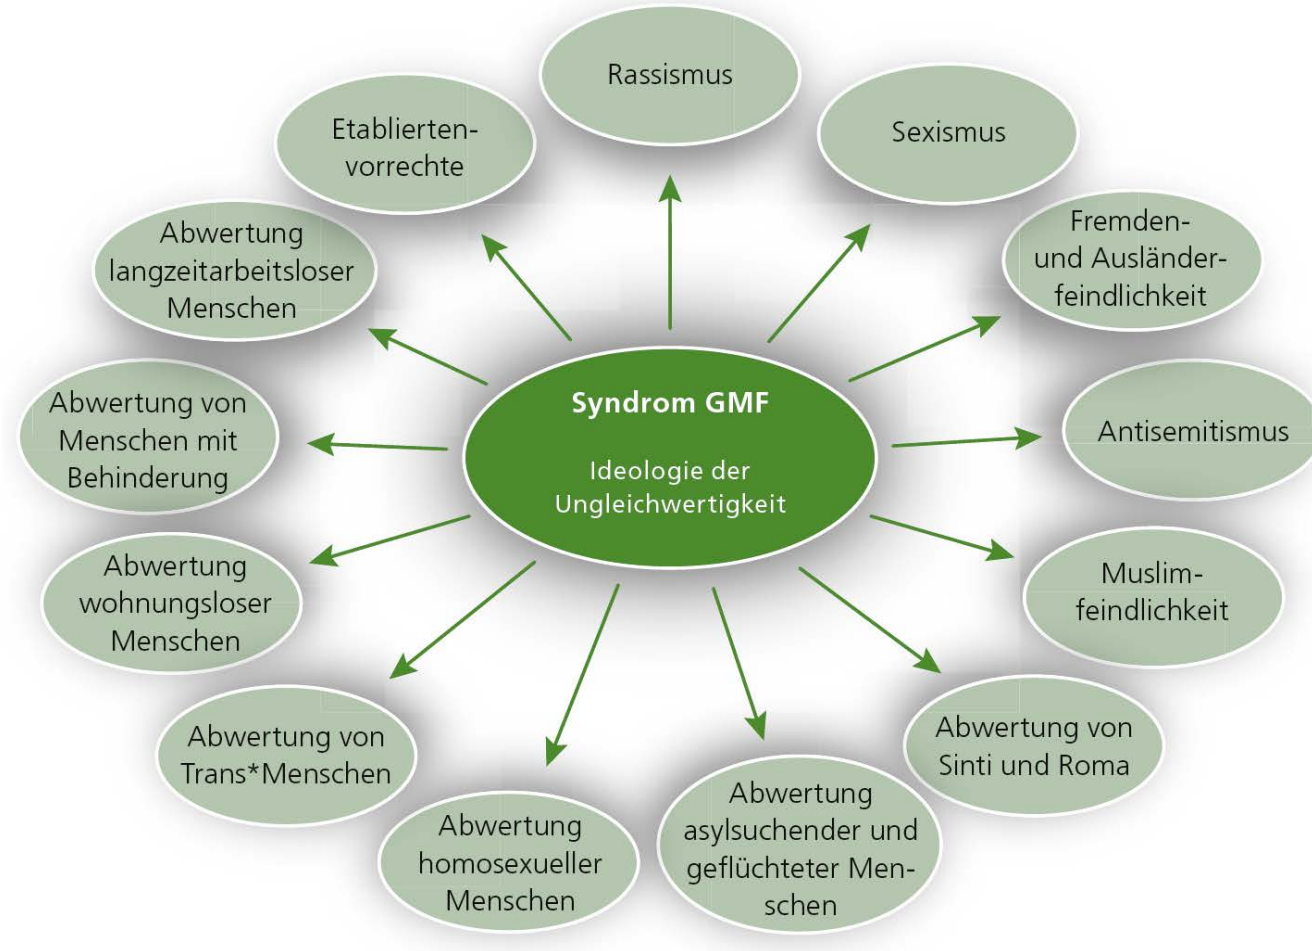 Rassismus
Sexismus
Fremden-
und Ausländer-
feindlichkeit
Antisemitismus
Muslim-
feindlichkeit
Abwertung von
Sinti und Roma
Abwertung
asylsuchender und
geflüchteter Men-
schen
Abwertung
homosexueller
Menschen
Abwertung von
Trans*Menschen
Abwertung
wohnungsloser
Menschen
Abwertung von
Menschen mit
Behinderung
Abwertung
langzeitarbeitsloser
Menschen
Etablierten-
vorrechte
Syndrom GMF
Ideologie der
Ungleichwertigkeit